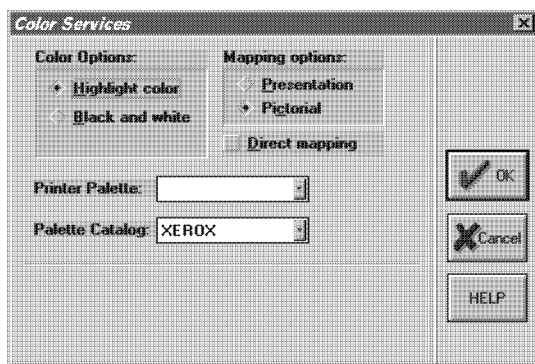 Color Services
Color Options:
Highlight color
Black and white
Mapping options:
Presentation
Pictorial
Direct mapping
Printer Palette:
Palette Catalog: XEROX
OK
Cancel
HELP